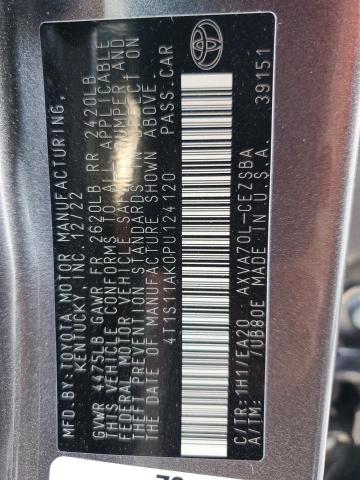 MFD.BY:TOYOTA MOTOR MANUFACTURING,
KENTUCKY, INC. 12/22
GVWR 4475LB GAWR FR 2620LB RR 2420LB
THIS VEHICLE CONFORMS TO ALL APPLICABLE
FEDERAL MOTOR VEHICLE SAFETY, BUMPER, AND
THEFT PREVENTION STANDARDS IN EFFECT ON
THE DATE OF MANUFACTURE SHOWN ABOVE.
4T1S11AK0PU124120 PASS.CAR
C/TR:1H1/EA20 AXVA70L-CEZSBA
A/TM: /UB80E MADE IN U.S.A. 39151